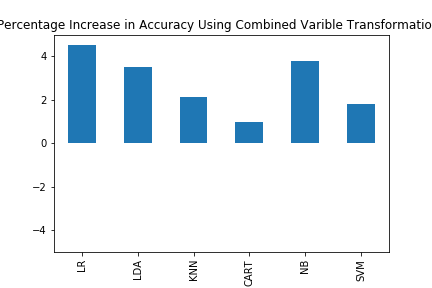 Percentage Increase in Accuracy Using Combined Varible Transformatio
4
2
0
−2
−4
LR
LDA
KNN
CART
NB
SVM